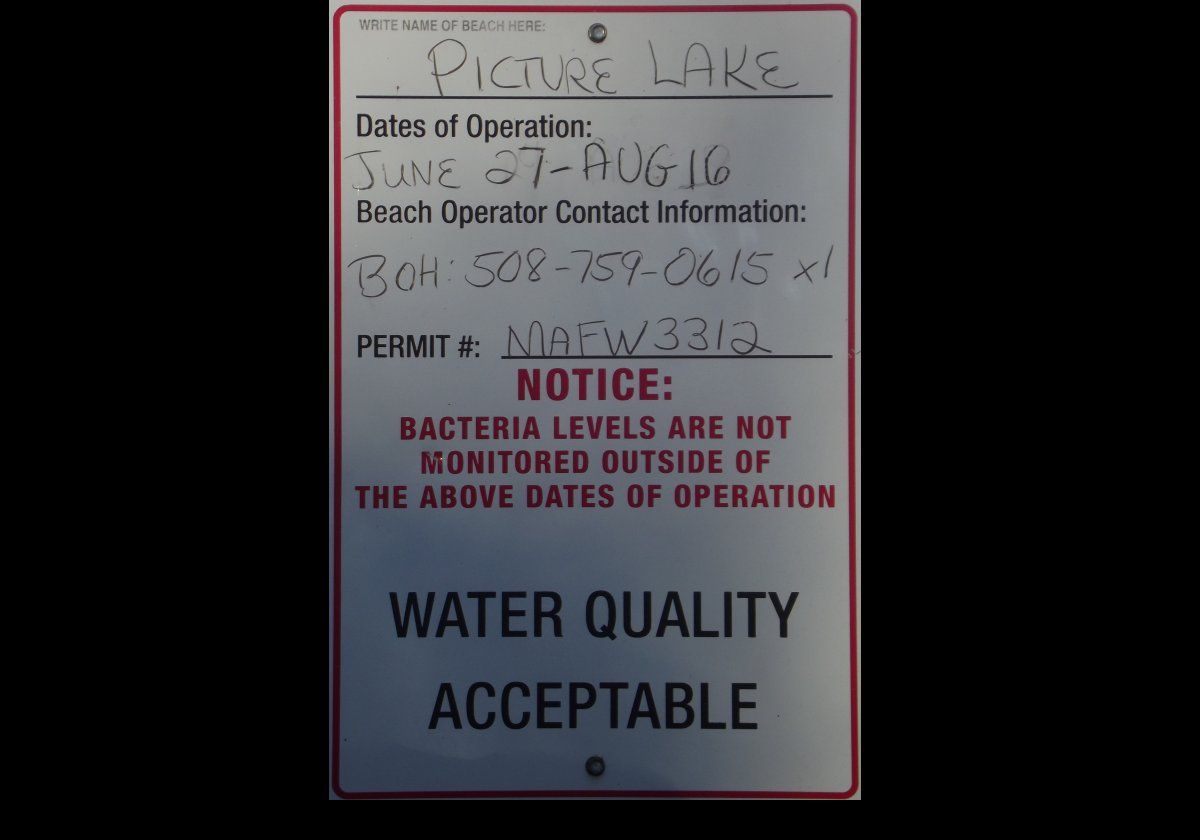 WRITE NAME OF BEACH HERE:
PICTURE LAKE
Dates of Operation:
JUNE 27-AUG 16
Beach Operator Contact Information:
BOH: 508-759-0615 x1
PERMIT #: MAFW3312
NOTICE:
BACTERIA LEVELS ARE NOT
MONITORED OUTSIDE OF
THE ABOVE DATES OF OPERATION
WATER QUALITY
ACCEPTABLE